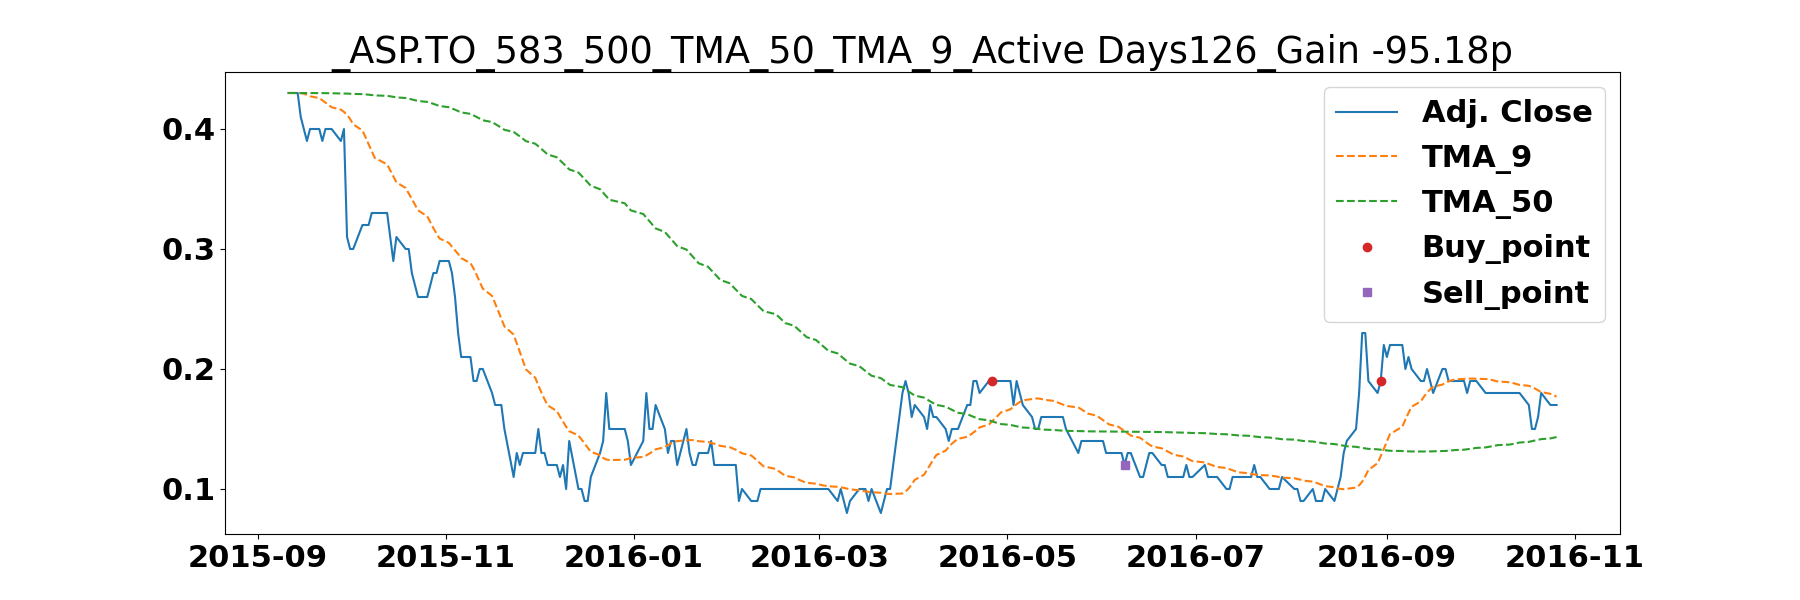 _ASP.TO_583_500_TMA_50_TMA_9_Active Days126_Gain -95.18p
Adj. Close
TMA_9
TMA_50
Buy_point
Sell_point
0.4
0.3
0.2
0.1
2015-09 2015-11 2016-01 2016-03 2016-05 2016-07 2016-09 2016-11